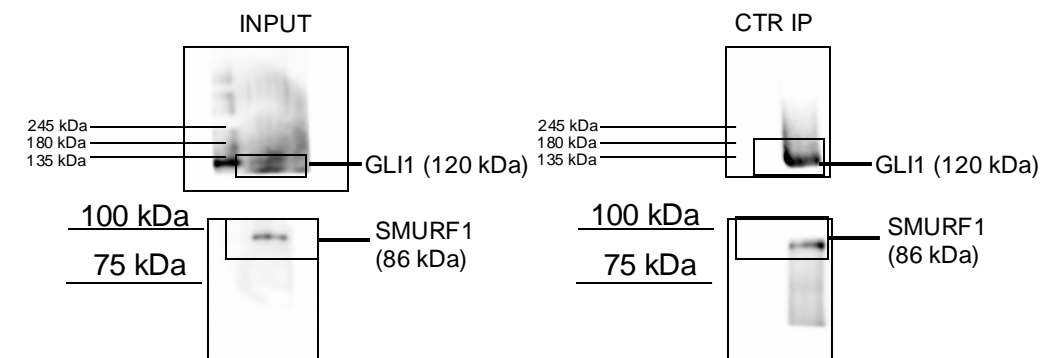 INPUT
245 kDa
180 kDa
135 kDa
GLI1 (120 kDa)
100 kDa
75 kDa
SMURF1
(86 kDa)
CTR IP
245 kDa
180 kDa
135 kDa
GLI1 (120 kDa)
100 kDa
75 kDa
SMURF1
(86 kDa)